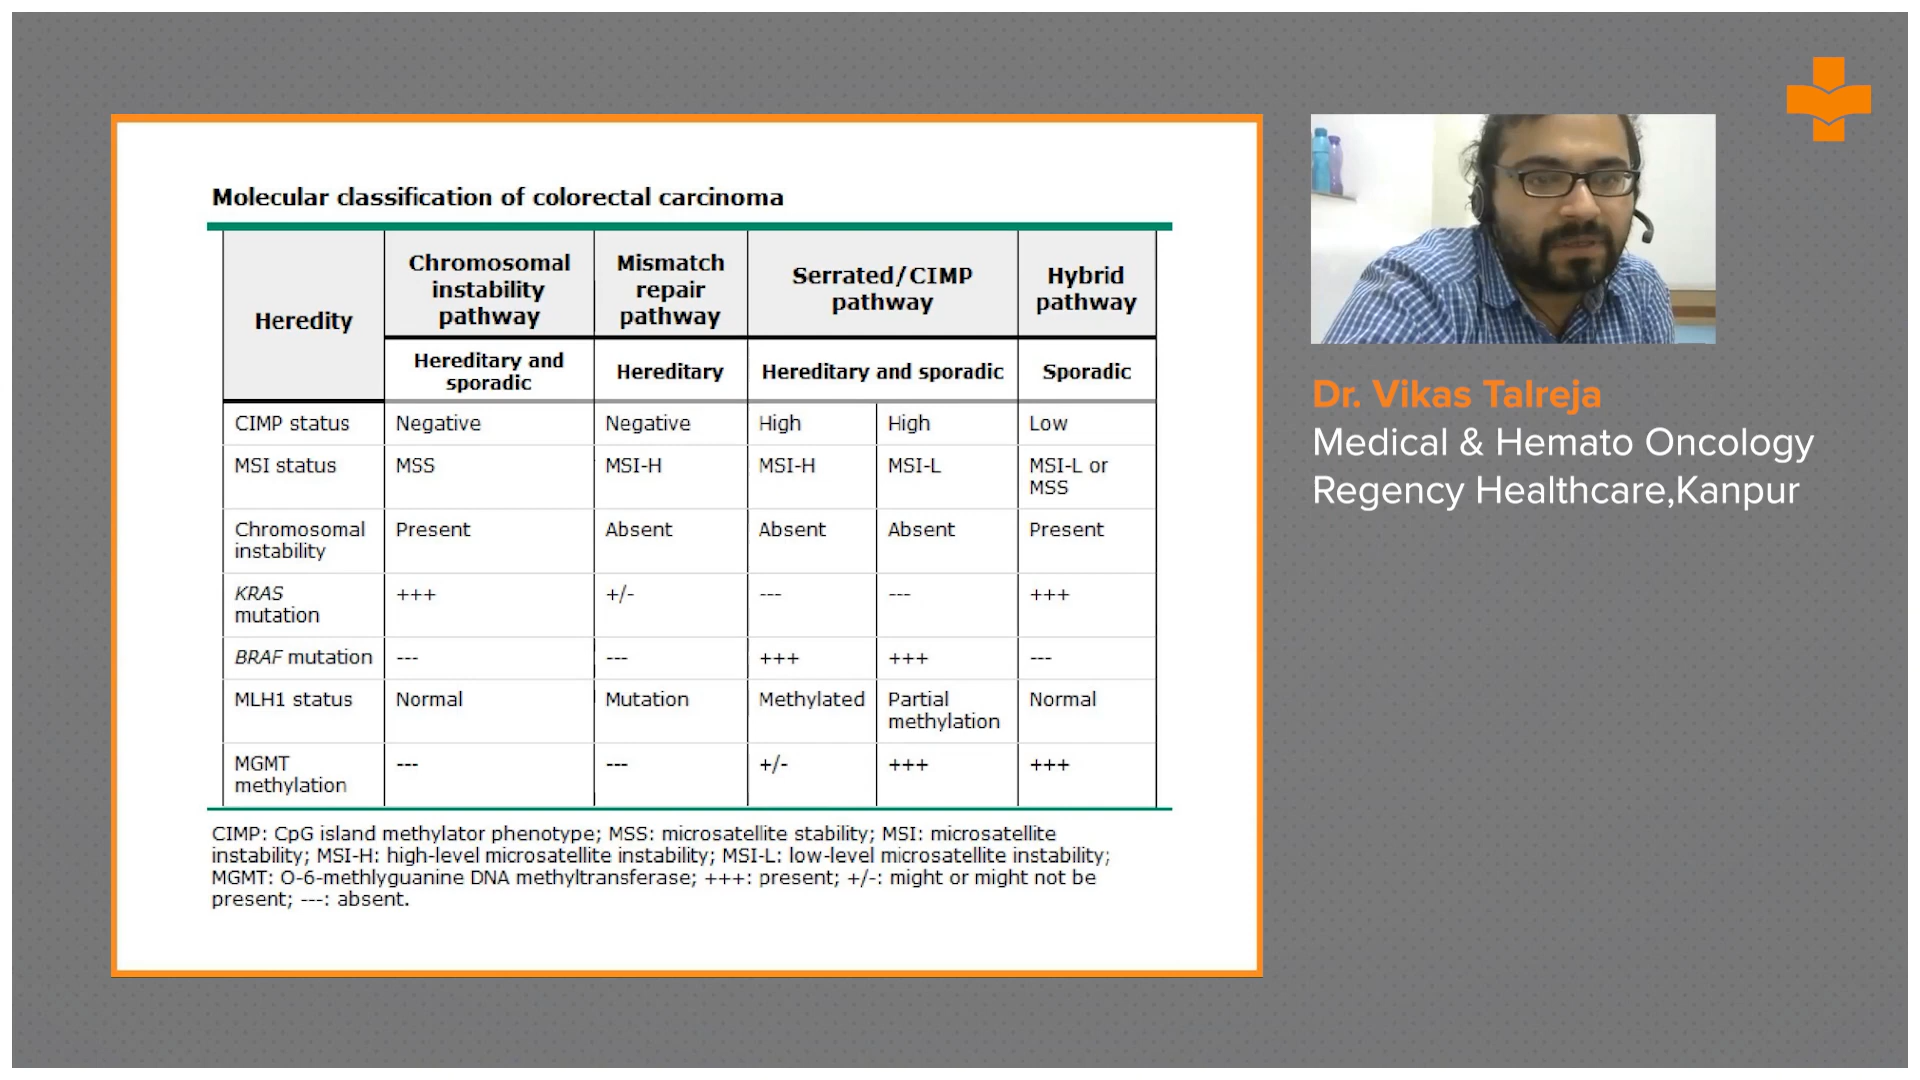 Molecular classification of colorectal carcinoma
Heredity
Chromosomal
instability
pathway
Mismatch
repair
pathway
Serrated/CIMP
pathway
Hybrid
pathway
Hereditary and
sporadic
Hereditary
Hereditary and sporadic
Sporadic
CIMP status Negative Negative High High Low
MSI status MSS MSI-H MSI-H MSI-L MSI-L or
MSS
Chromosomal Present Absent Absent Absent Present
instability
KRAS +++ +/- --- --- +++
mutation
BRAF mutation --- --- +++ +++ ---
MLH1 status Normal Mutation Methylated Partial Normal
methylation
MGMT --- --- +/- +++ +++
methylation
CIMP: CpG island methylator phenotype; MSS: microsatellite stability; MSI: microsatellite
instability; MSI-H: high-level microsatellite instability; MSI-L: low-level microsatellite instability;
MGMT: O-6-methlyguanine DNA methyltransferase; +++: present; +/-: might or might not be
present; ---: absent.
Dr. Vikas Talreja
Medical & Hemato Oncology
Regency Healthcare,Kanpur